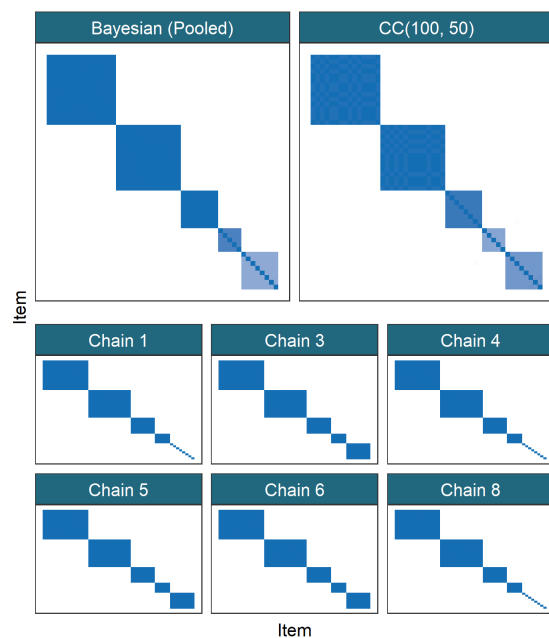 Bayesian (Pooled)
CC(100, 50)
Item
Chain 1
Chain 3
Chain 4
Chain 5
Chain 6
Chain 8
Item